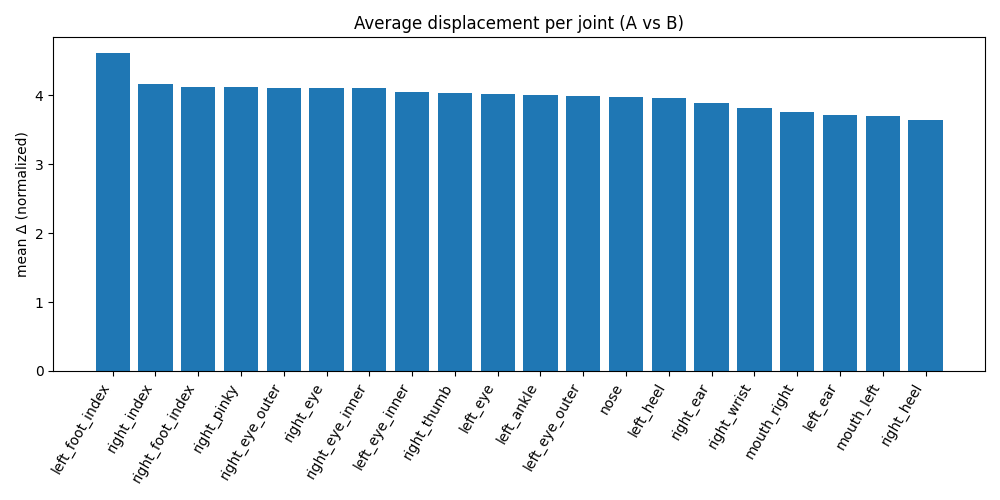 Average displacement per joint (A vs B)
mean Δ (normalized)
4
3
2
1
0
left_foot_index
right_index
right_foot_index
right_pinky
right_eye_outer
right_eye
right_eye_inner
left_eye_inner
right_thumb
left_eye
left_ankle
left_eye_outer
nose
left_heel
right_ear
right_wrist
mouth_right
left_ear
mouth_left
right_heel